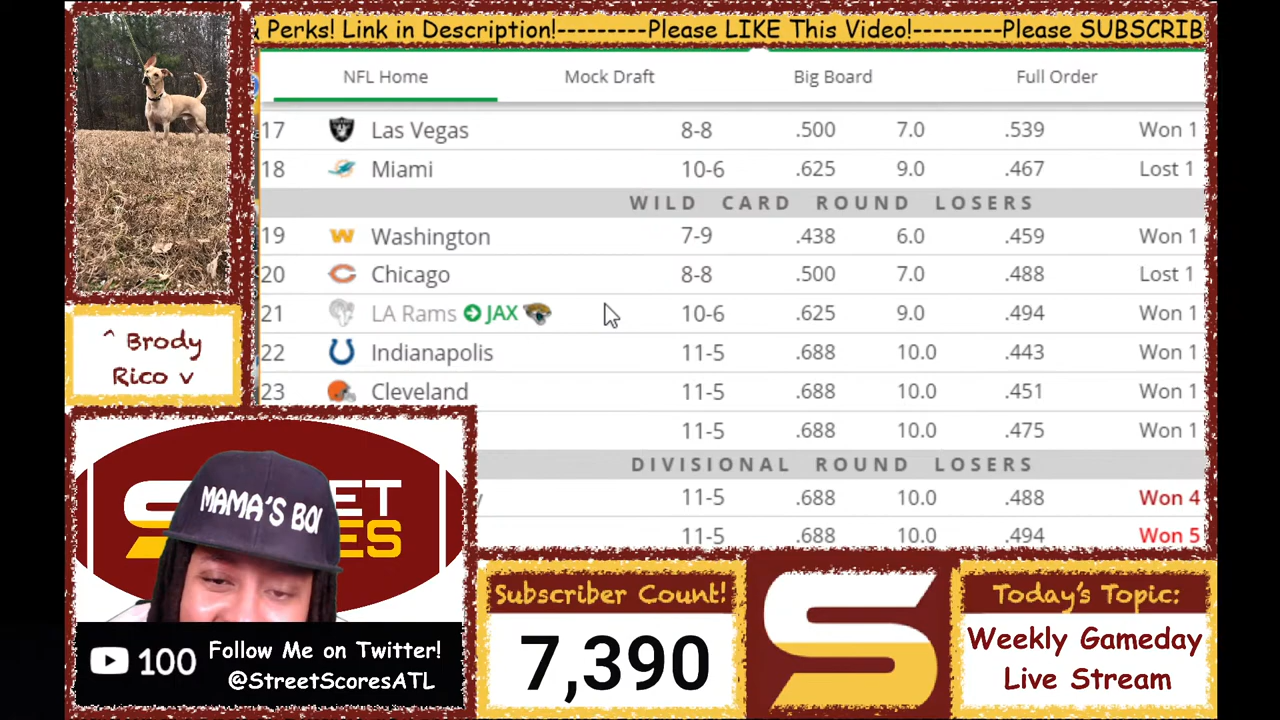 Perks! Link in Description!---------Please LIKE This Video!---------Please SUBSCRIB
NFL Home Mock Draft Big Board Full Order
17 Las Vegas 8-8 .500 7.0 .539 Won 1
18 Miami 10-6 .625 9.0 .467 Lost 1
WILD CARD ROUND LOSERS
19 Washington 7-9 .438 6.0 .459 Won 1
20 Chicago 8-8 .500 7.0 .488 Lost 1
21 LA Rams JAX 10-6 .625 9.0 .494 Won 1
22 Indianapolis 11-5 .688 10.0 .443 Won 1
23 Cleveland 11-5 .688 10.0 .451 Won 1
11-5 .688 10.0 .475 Won 1
DIVISIONAL ROUND LOSERS
11-5 .688 10.0 .488 Won 4
11-5 .688 10.0 .494 Won 5
^ Brody
Rico v
MAMA'S BOI
100
Follow Me on Twitter!
@StreetScoresATL
Subscriber Count!
7,390
S
Today's Topic:
Weekly Gameday
Live Stream